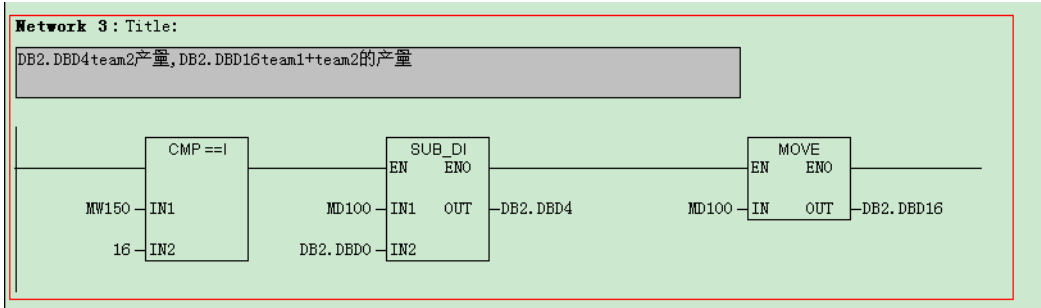 Network 3：Title:
DB2.DBD4team2产量,DB2.DBD16team1+team2的产量
CMP ==I
SUB_DI
MOVE
EN ENO
EN ENO
MW150 IN1
MD100 IN1 OUT DB2.DBD4
MD100 IN OUT DB2.DBD16
16 IN2
DB2.DBD0 IN2